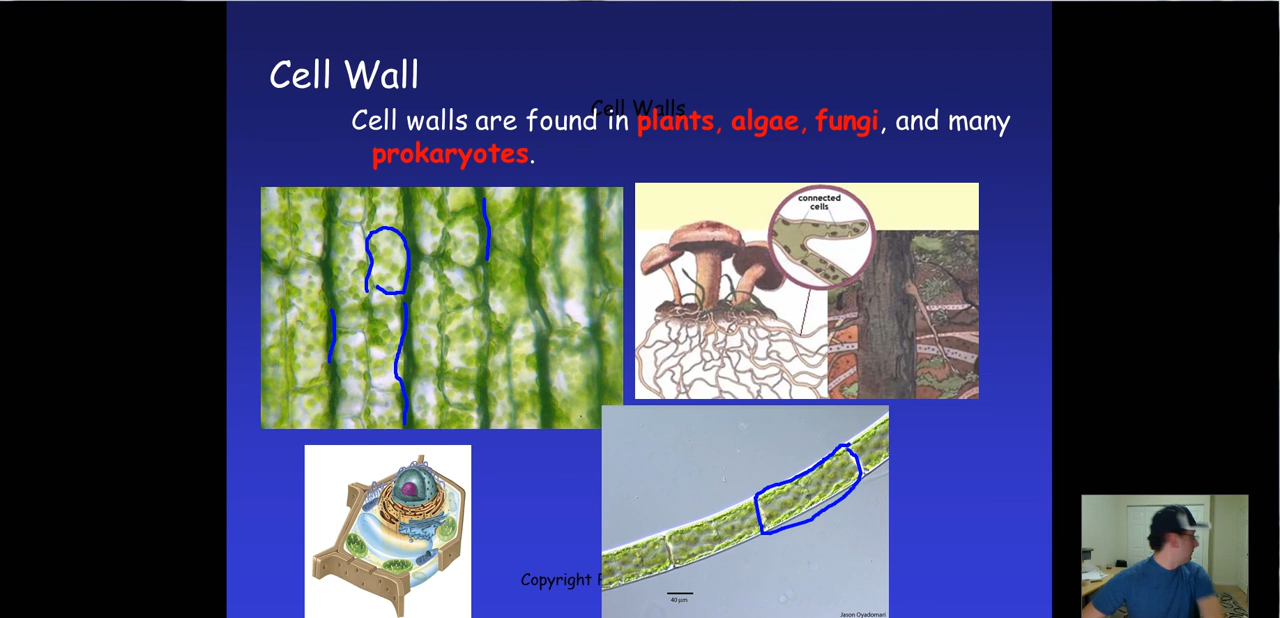 Cell Wall
Cell Walls
Cell walls are found in plants, algae, fungi, and many
prokaryotes.
connected
cells
Copyright
40 µm
Jason Oyadomari